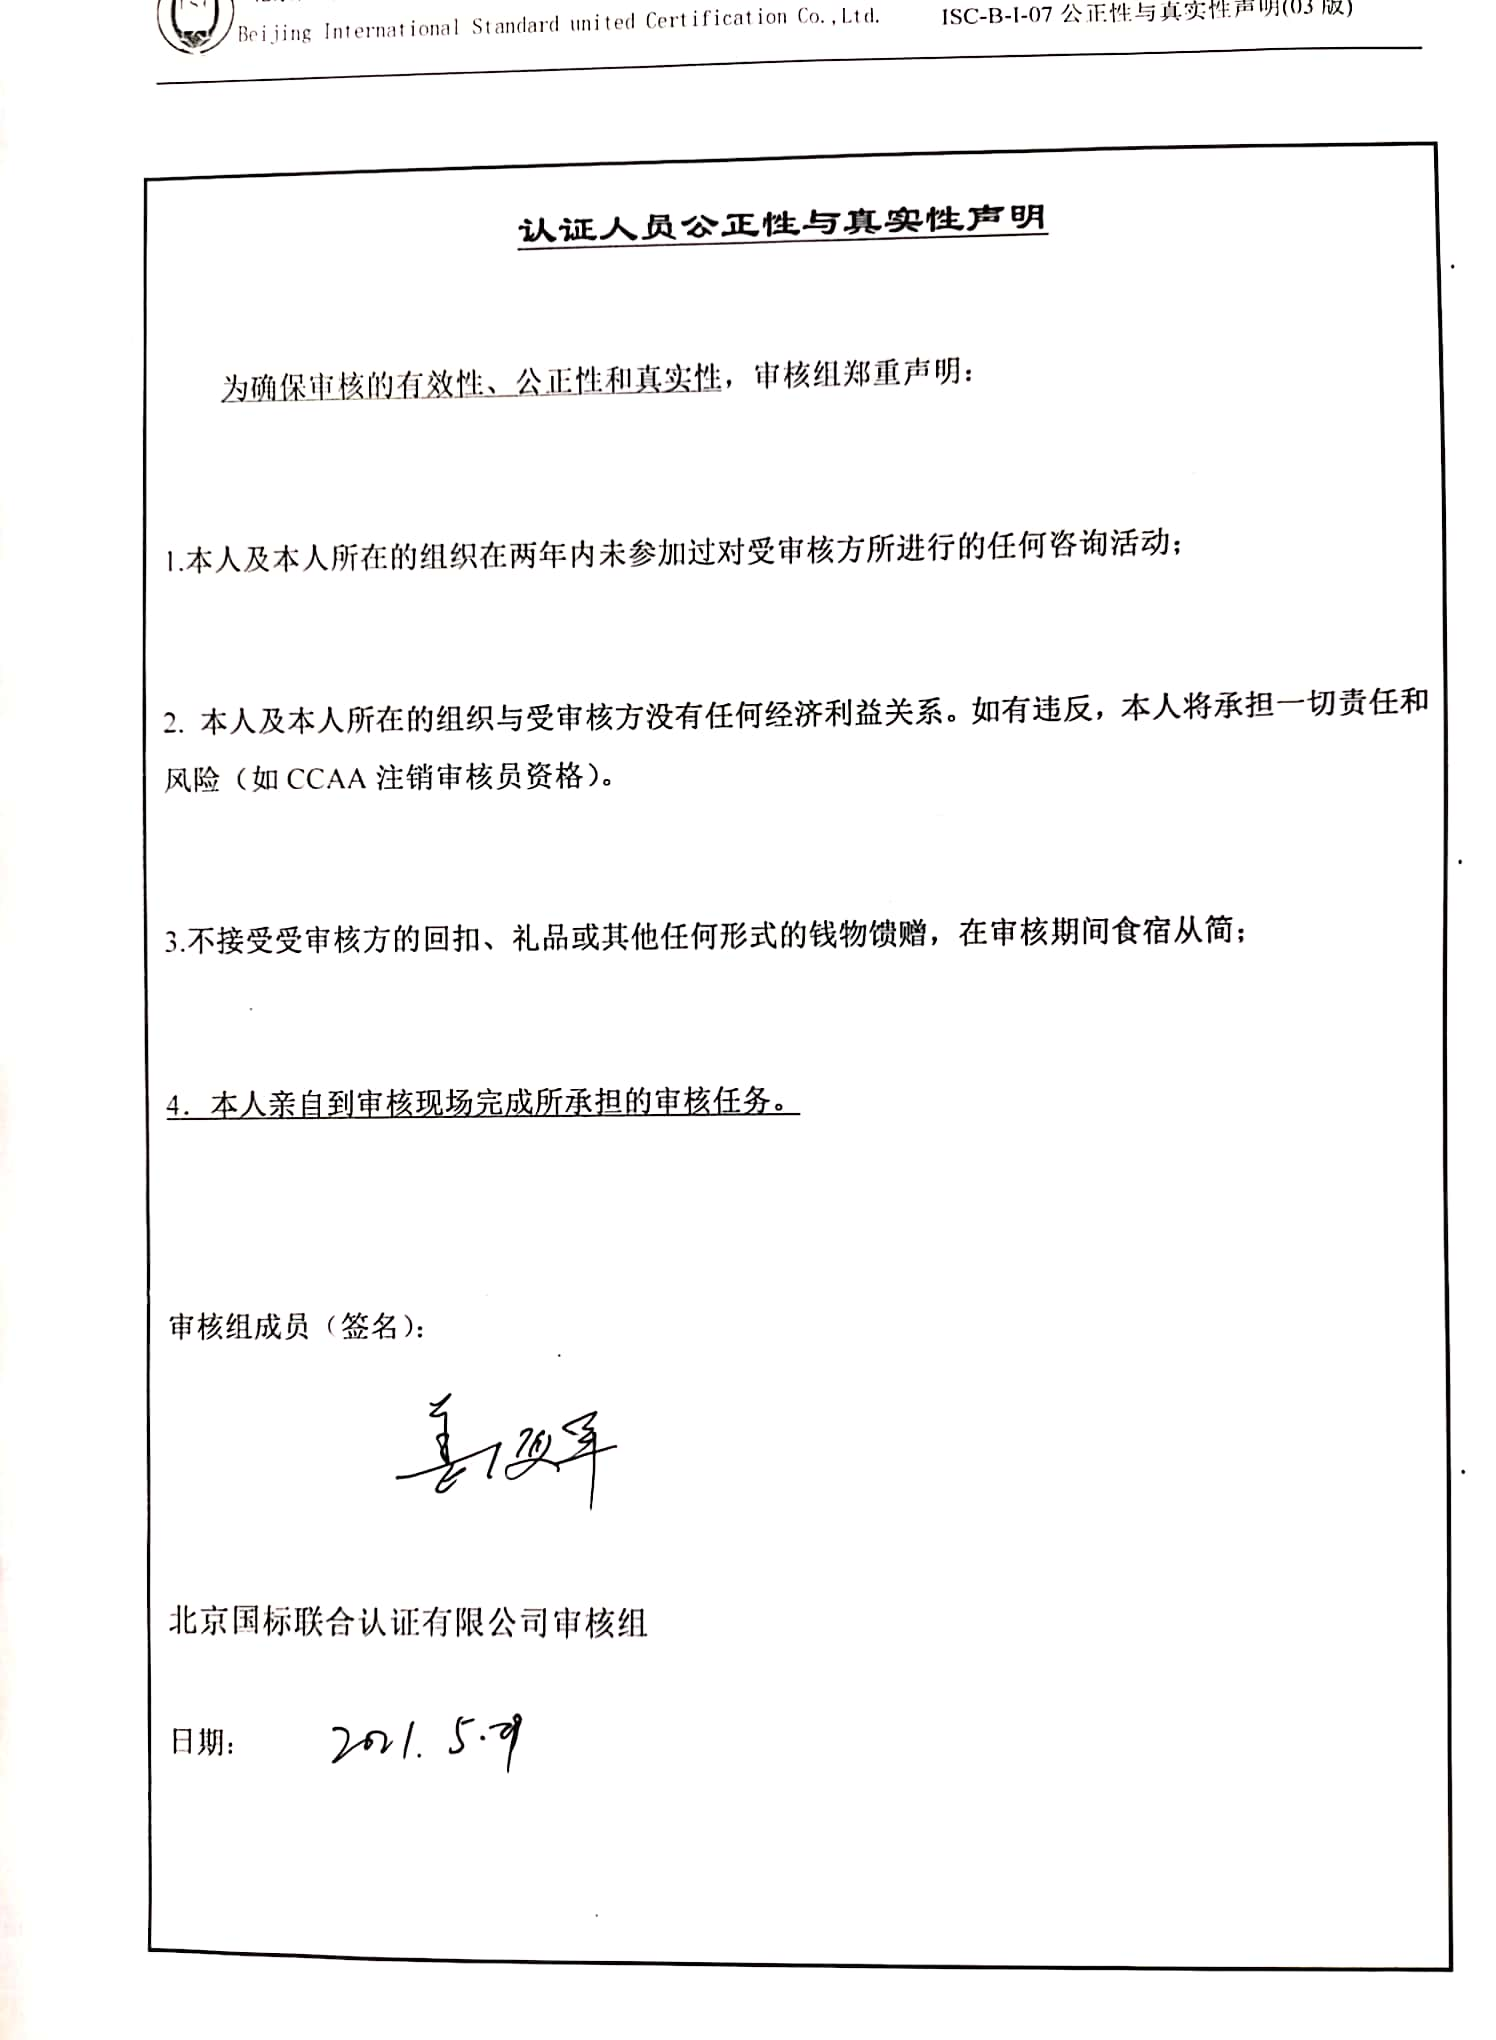 Beijing International Standard united Certification Co.,Ltd. ISC-B-I-07 公正性与真实性声明(03 版)
认证人员公正性与真实性声明
为确保审核的有效性、公正性和真实性，审核组郑重声明：
1.本人及本人所在的组织在两年内未参加过对受审核方所进行的任何咨询活动；
2. 本人及本人所在的组织与受审核方没有任何经济利益关系。如有违反，本人将承担一切责任和
风险（如 CCAA 注销审核员资格）。
3.不接受受审核方的回扣、礼品或其他任何形式的钱物馈赠，在审核期间食宿从简；
4. 本人亲自到审核现场完成所承担的审核任务。
审核组成员（签名）：
北京国标联合认证有限公司审核组
日期： 2021. 5.